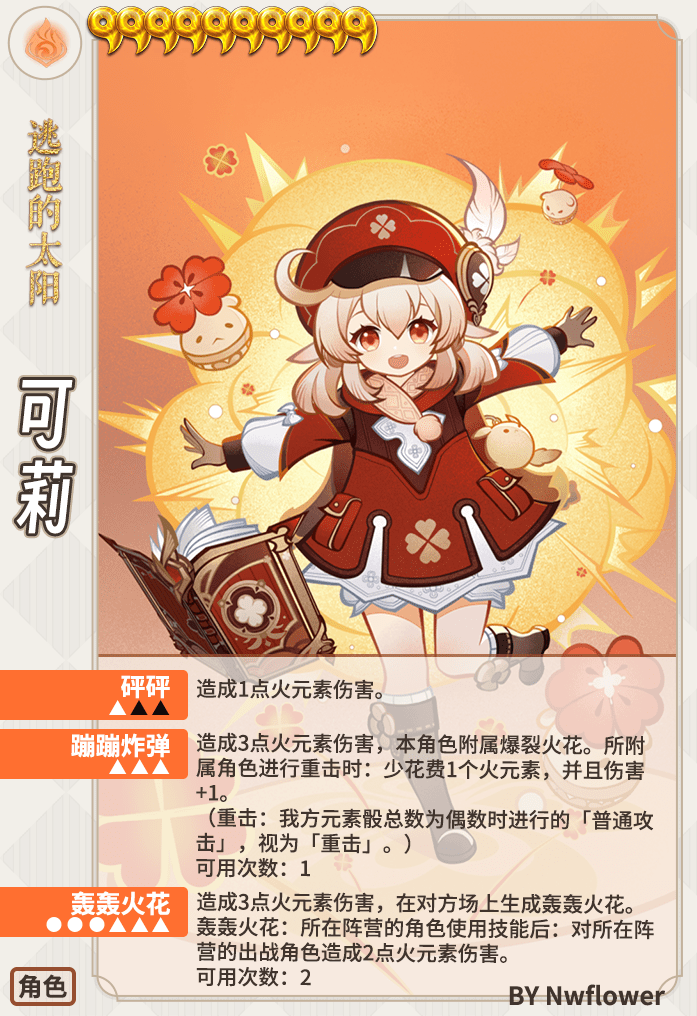 逃跑的太阳
可莉
砰砰
造成1点火元素伤害。
蹦蹦炸弹
造成3点火元素伤害，本角色附属爆裂火花。所附
属角色进行重击时：少花费1个火元素，并且伤害
+1。
（重击：我方元素骰总数为偶数时进行的「普通攻
击」，视为「重击」。）
可用次数：1
轰轰火花
造成3点火元素伤害，在对方场上生成轰轰火花。
轰轰火花：所在阵营的角色使用技能后：对所在阵
营的出战角色造成2点火元素伤害。
可用次数：2
角色
BY Nwflower